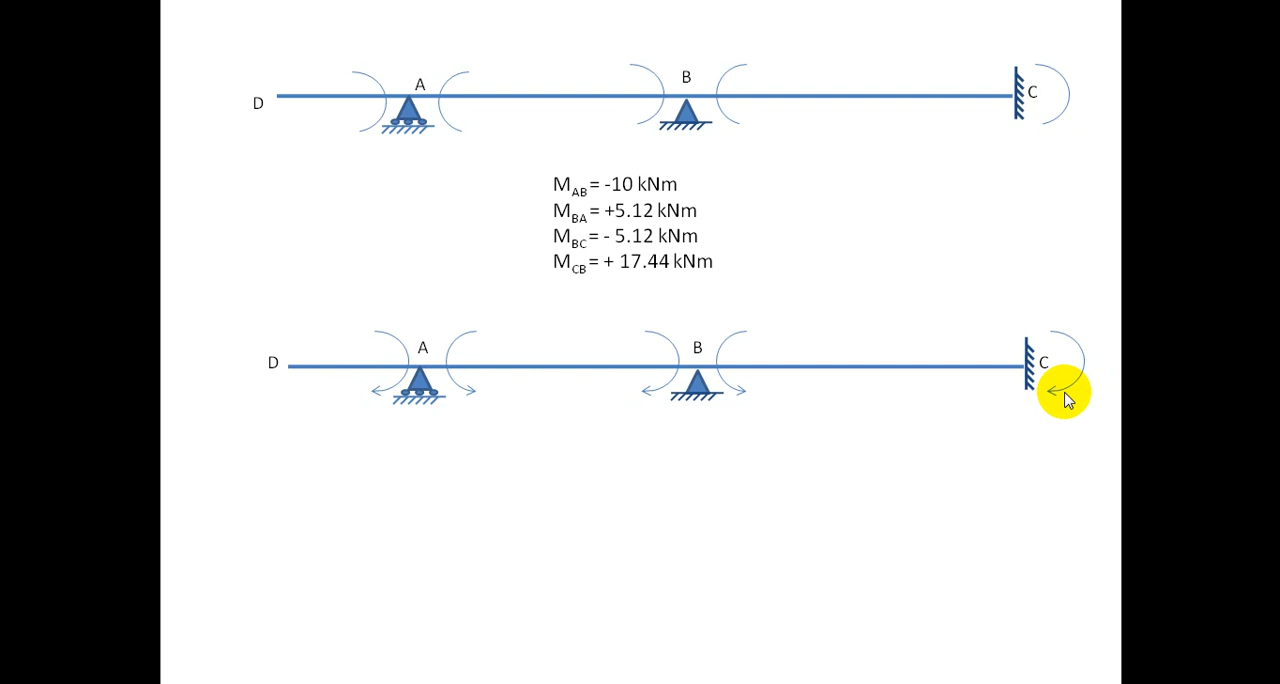 A
B
C
D
M_AB = -10 kNm
M_BA = +5.12 kNm
M_BC = - 5.12 kNm
M_CB = + 17.44 kNm
A
B
C
D